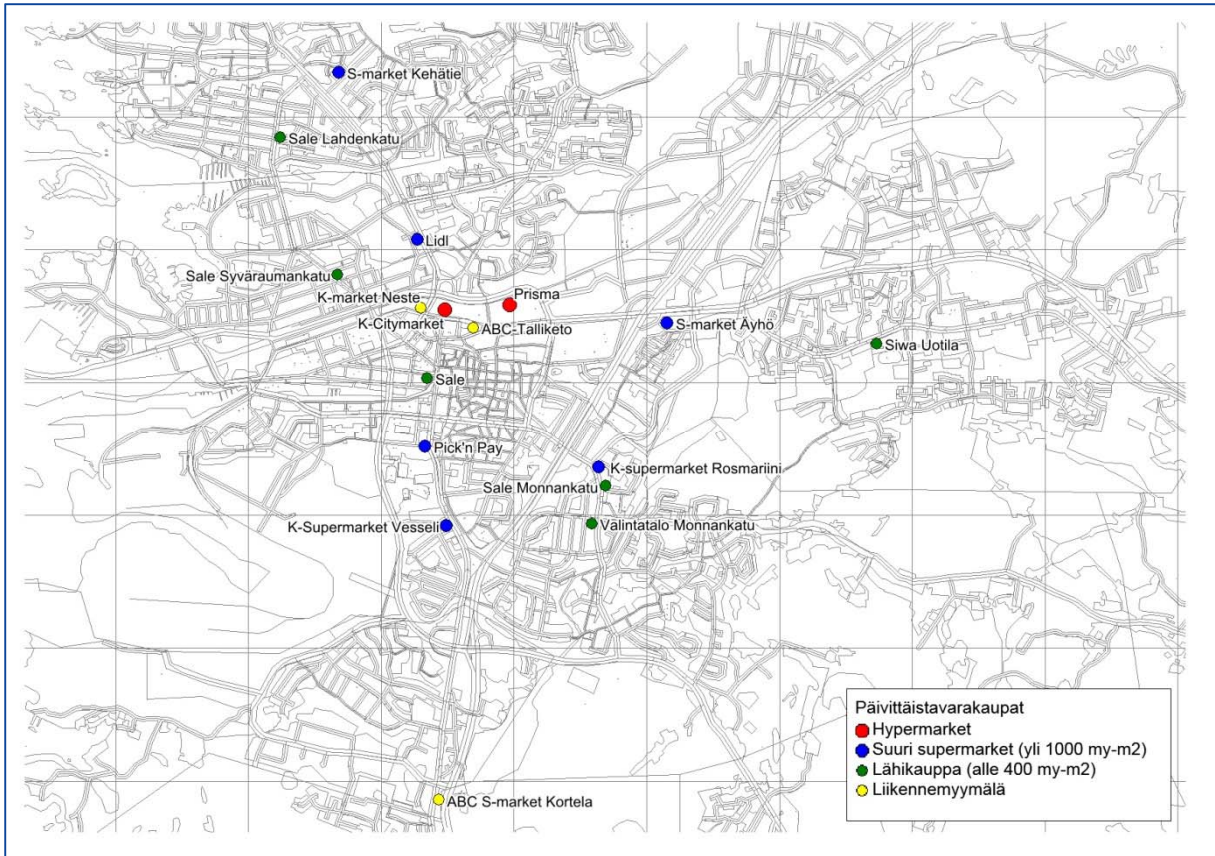 S-market Kehätie
Sale Lahdenkatu
Lidl
Sale Syväraumankatu
K-market Neste
Prisma
K-Citymarket
ABC-Talliketo
S-market Äyhö
Siwa Uotila
Sale
Pick'n Pay
K-supermarket Rosmariini
Sale Monnankatu
K-Supermarket Vesseli
Valintatalo Monnankatu
ABC S-market Kortela
Päivittäistavarakaupat
Hypermarket
Suuri supermarket (yli 1000 my-m2)
Lähikauppa (alle 400 my-m2)
Liikennemyymälä